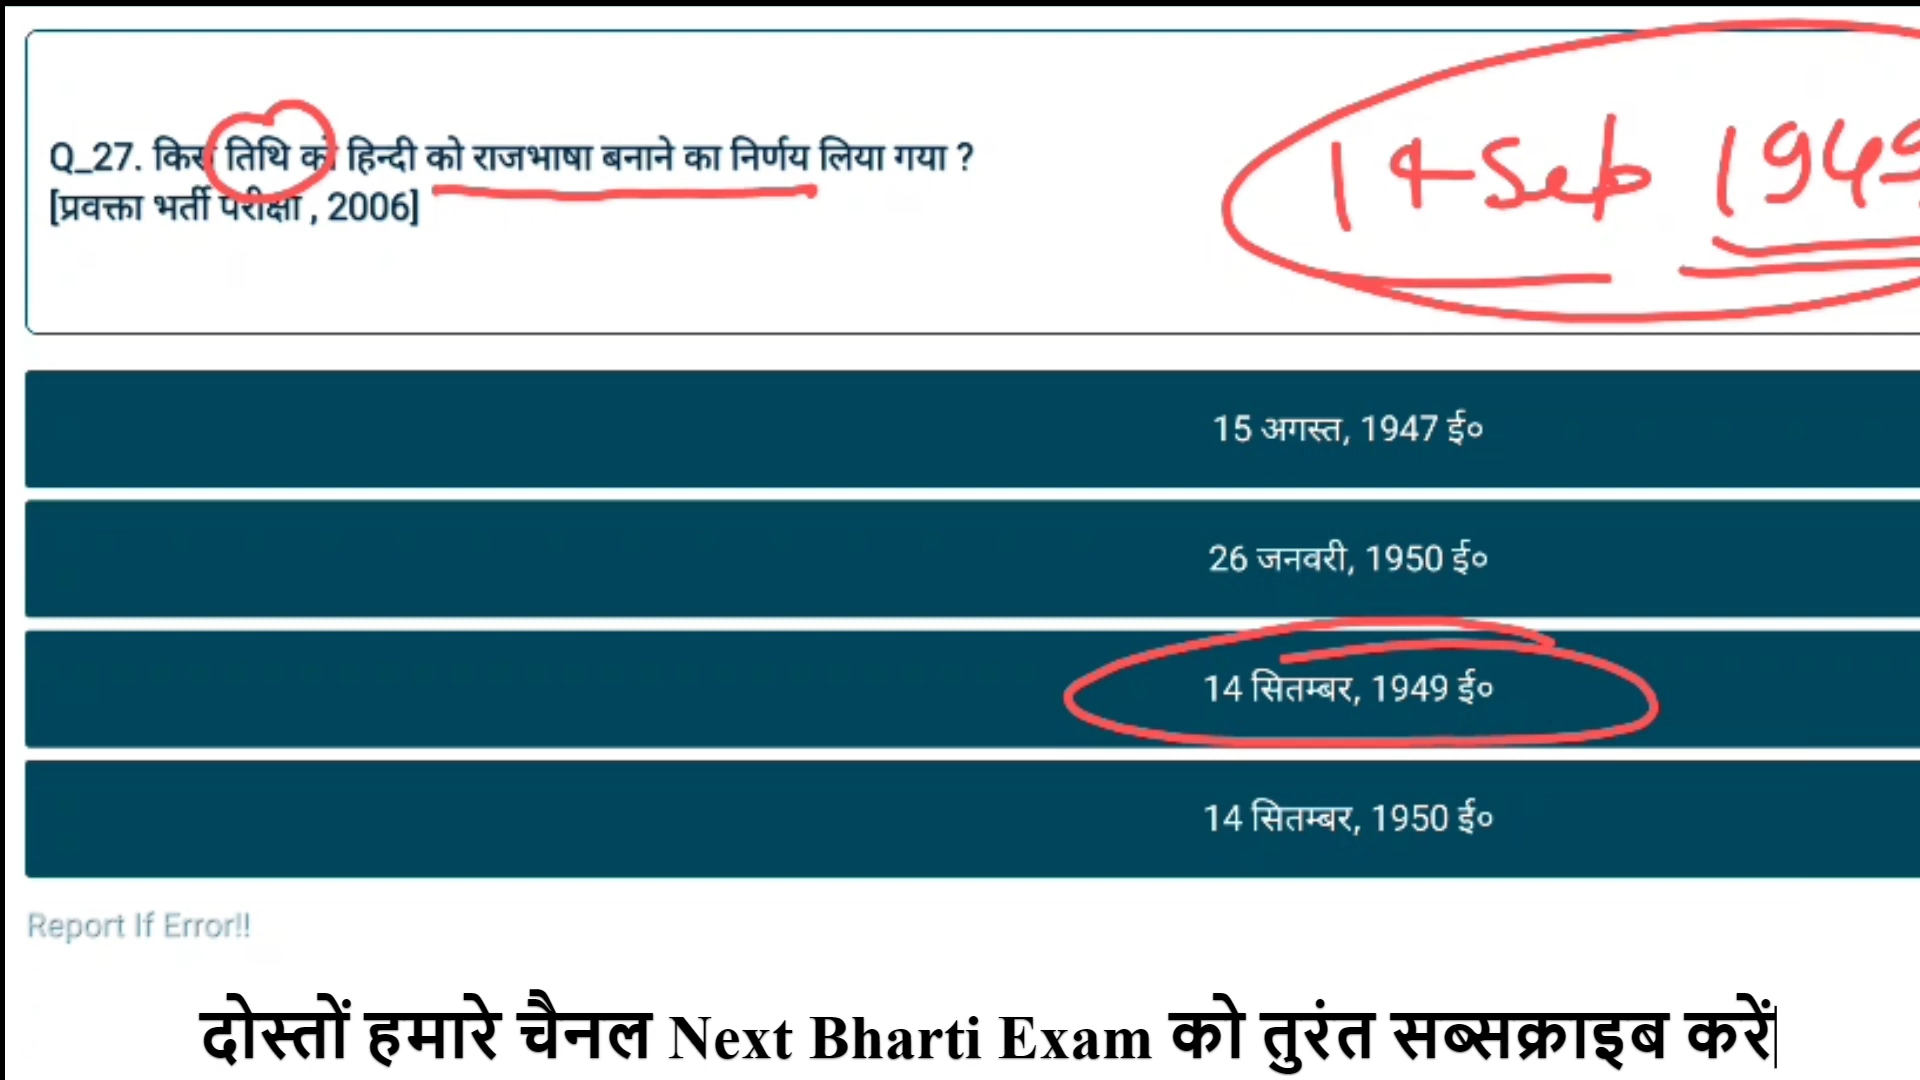 Q_27. किस तिथि को हिन्दी को राजभाषा बनाने का निर्णय लिया गया ?
[प्रवक्ता भर्ती परीक्षा , 2006]
14 Seb 1949
15 अगस्त, 1947 ई०
26 जनवरी, 1950 ई०
14 सितम्बर, 1949 ई०
14 सितम्बर, 1950 ई०
Report If Error!!
दोस्तों हमारे चैनल Next Bharti Exam को तुरंत सब्सक्राइब करें